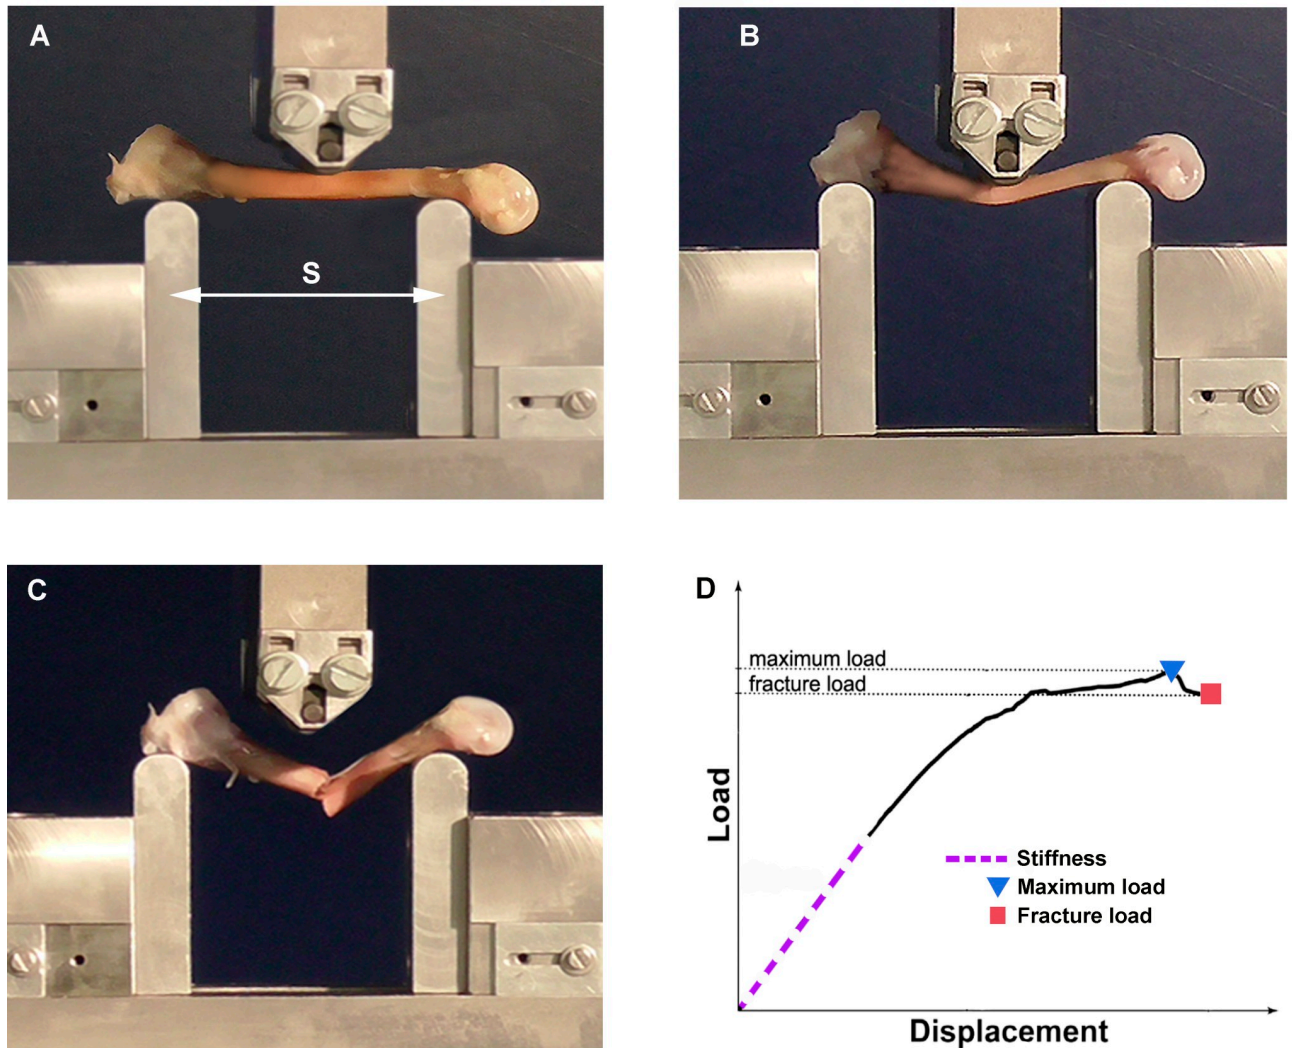 A
S
B
C
D
maximum load
fracture load
Load
Stiffness
Maximum load
Fracture load
Displacement